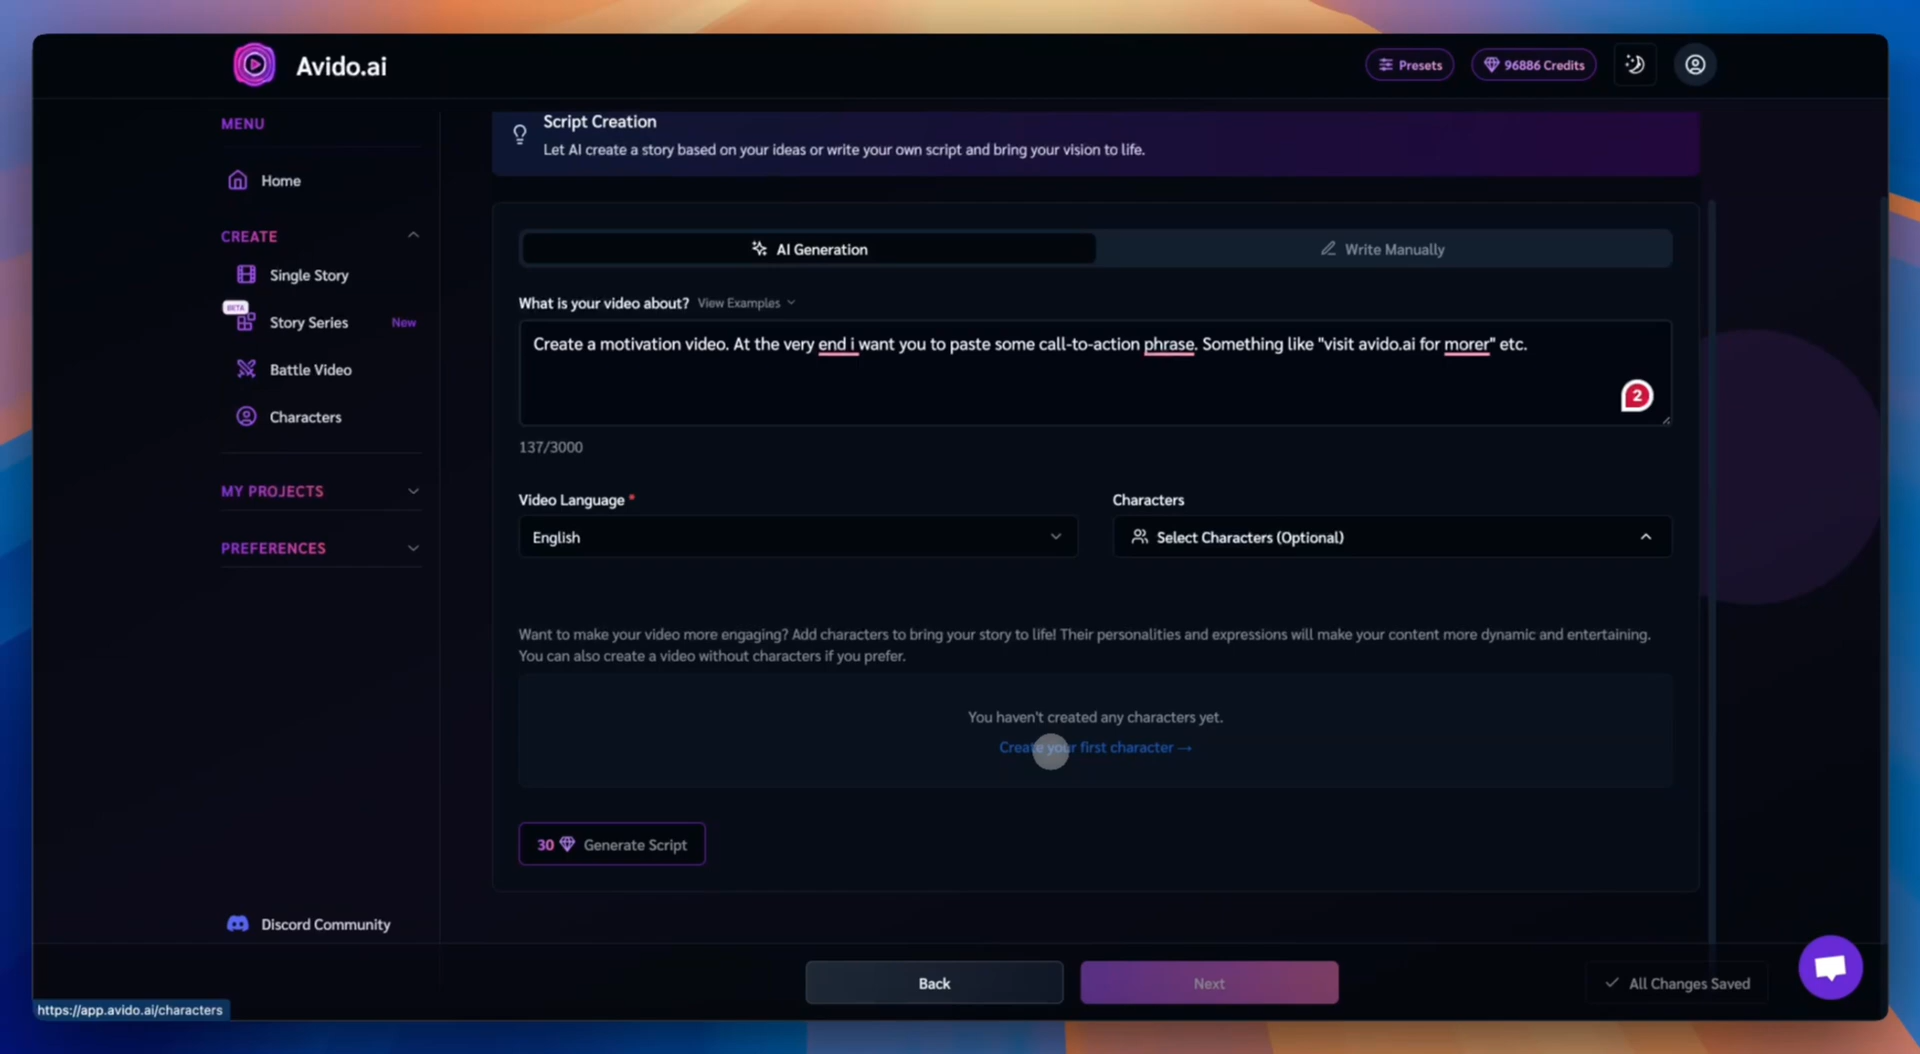 Avido.ai
Presets
96886 Credits
MENU
Home
CREATE
Single Story
BETA
Story Series
New
Battle Video
Characters
MY PROJECTS
PREFERENCES
Discord Community
Script Creation
Let AI create a story based on your ideas or write your own script and bring your vision to life.
AI Generation
Write Manually
What is your video about?
View Examples
Create a motivation video. At the very end i want you to paste some call-to-action phrase. Something like "visit avido.ai for morer" etc.
2
137/3000
Video Language *
English
Characters
Select Characters (Optional)
Want to make your video more engaging? Add characters to bring your story to life! Their personalities and expressions will make your content more dynamic and entertaining.
You can also create a video without characters if you prefer.
You haven't created any characters yet.
Create your first character →
30 Generate Script
Back
Next
All Changes Saved
https://app.avido.ai/characters